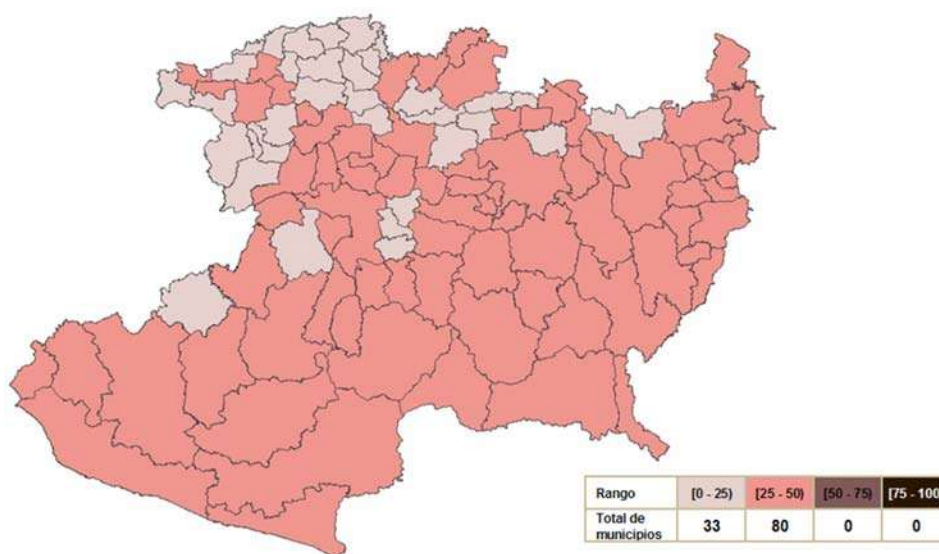 Rango [0 - 25) [25 - 50) [50 - 75) [75 - 100
Total de municipios 33 80 0 0